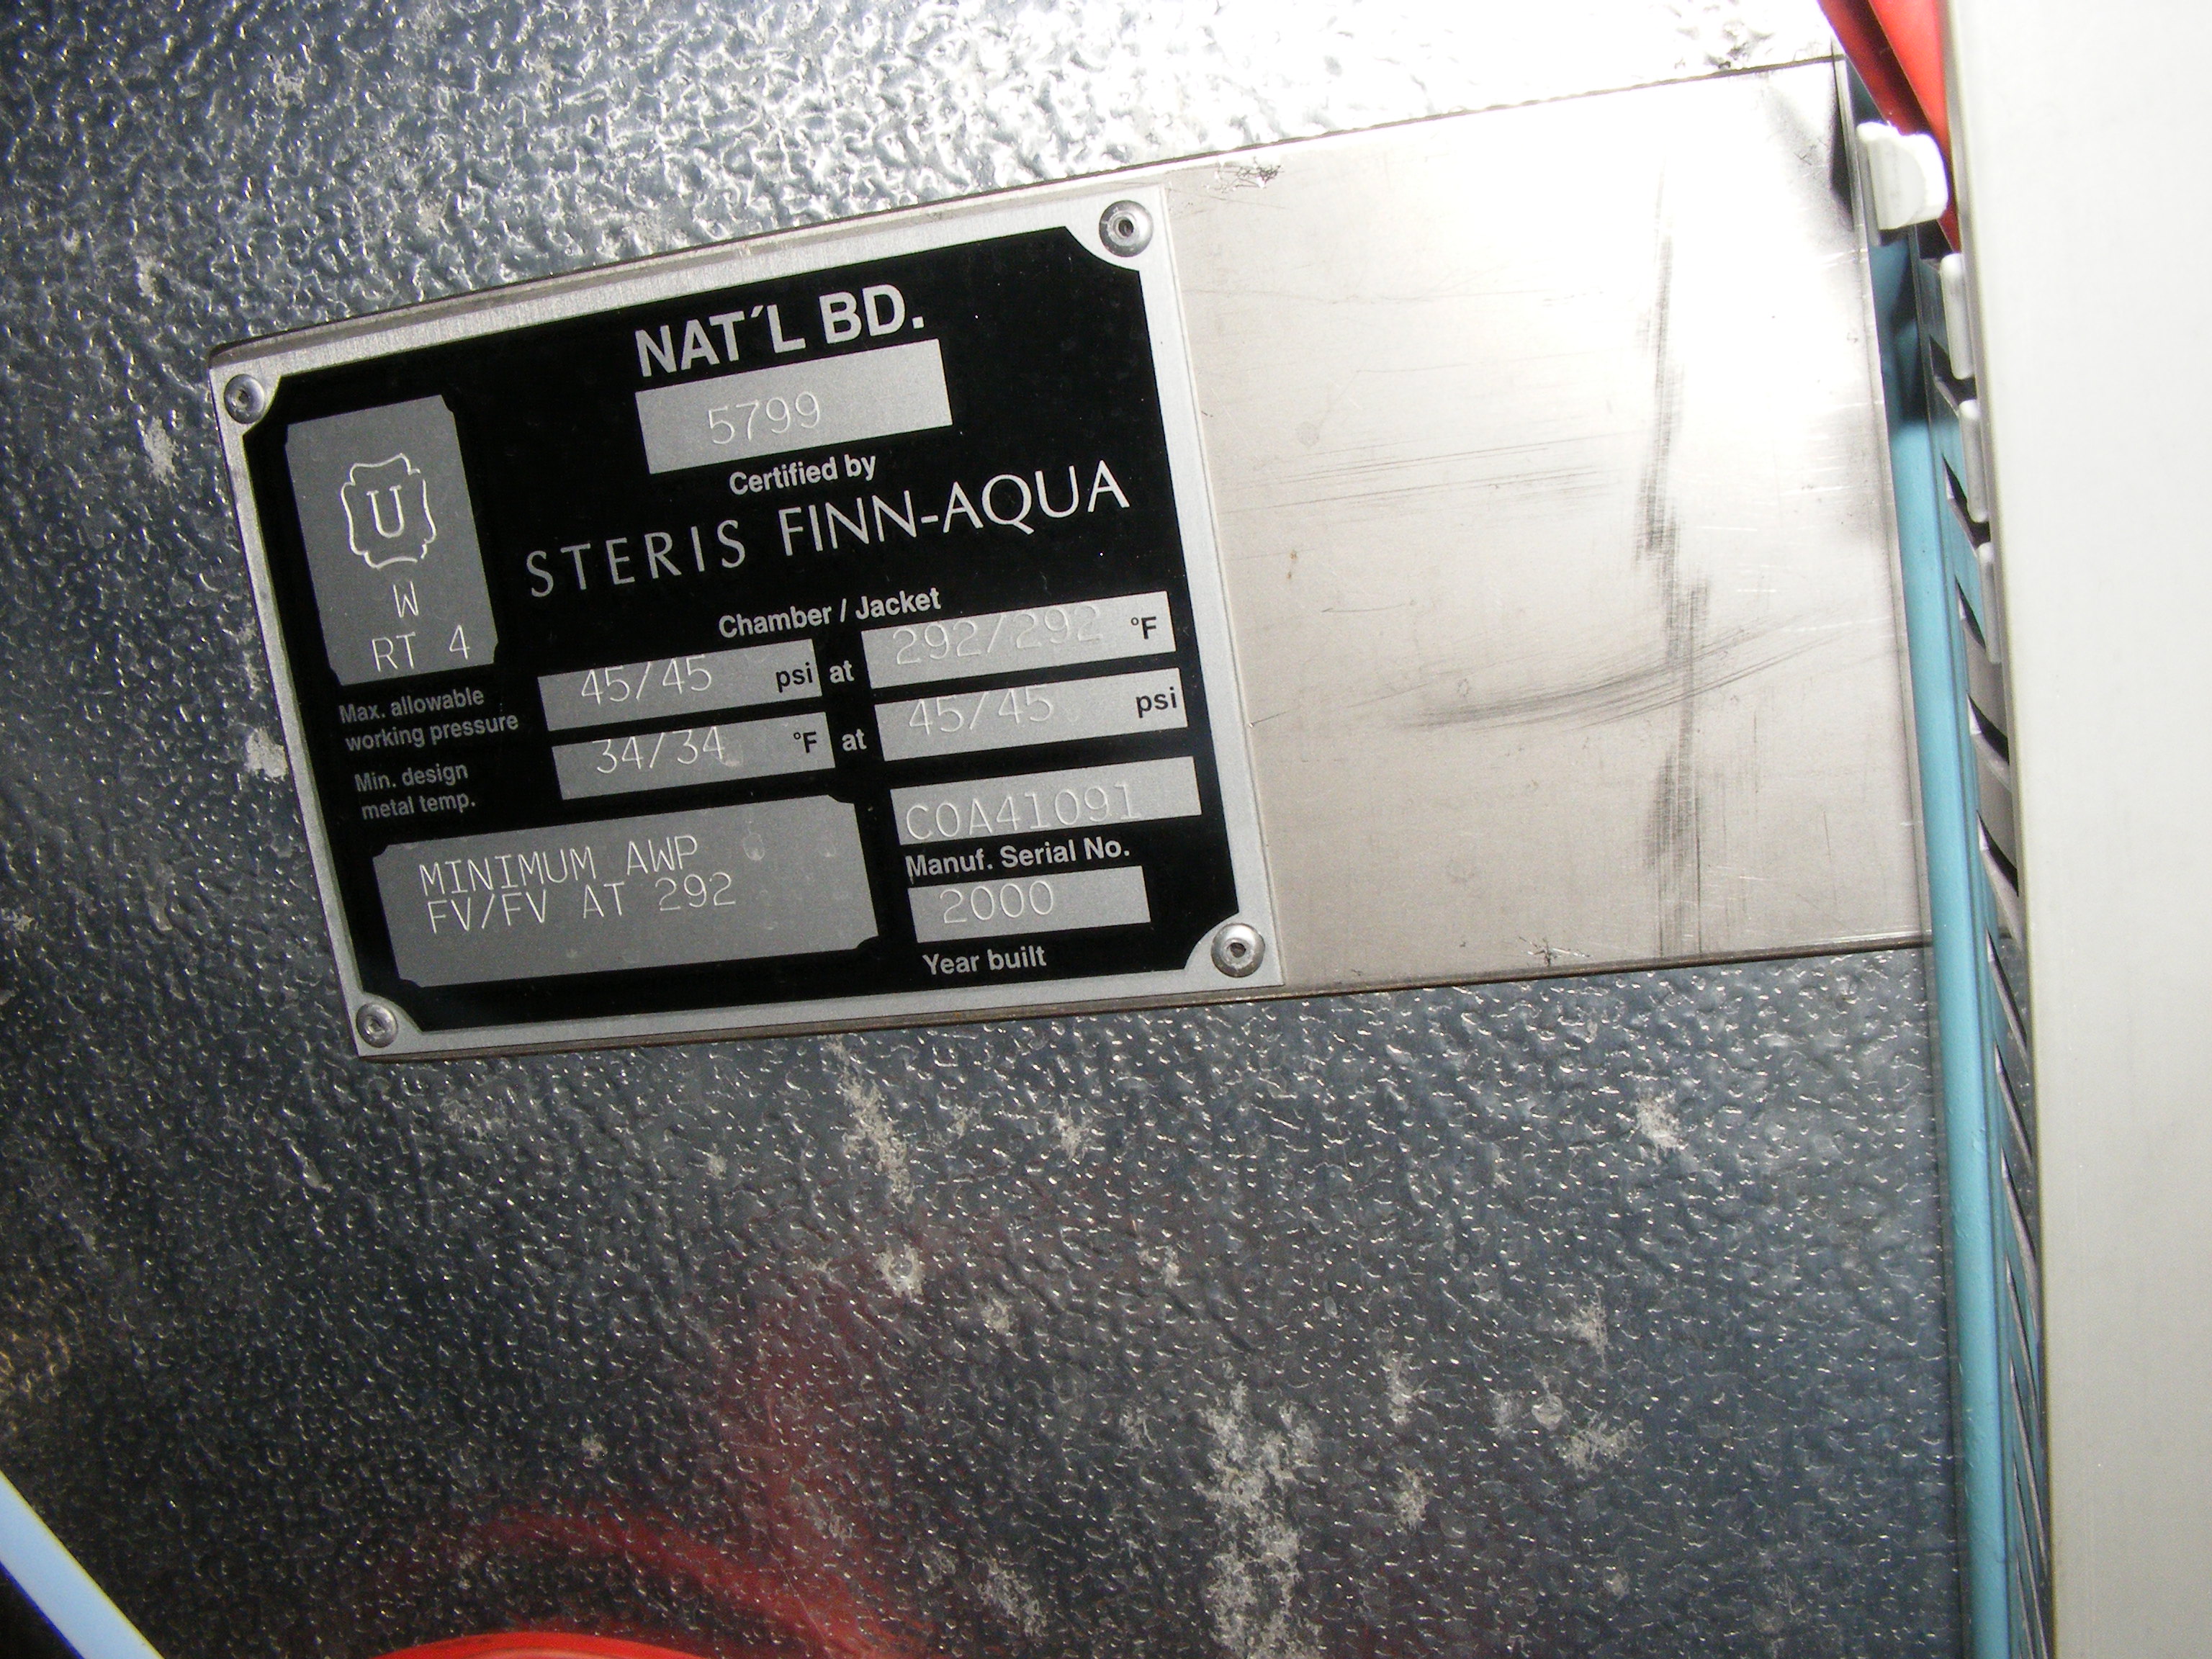 NAT´L BD.
5799
Certified by
STERIS FINN-AQUA
U
W
RT 4
Chamber / Jacket
Max. allowable
working pressure
45/45 psi at 292/292 °F
Min. design
metal temp.
34/34 °F at 45/45 psi
MINIMUM AWP
FV/FV AT 292
COA41091
Manuf. Serial No.
2000
Year built